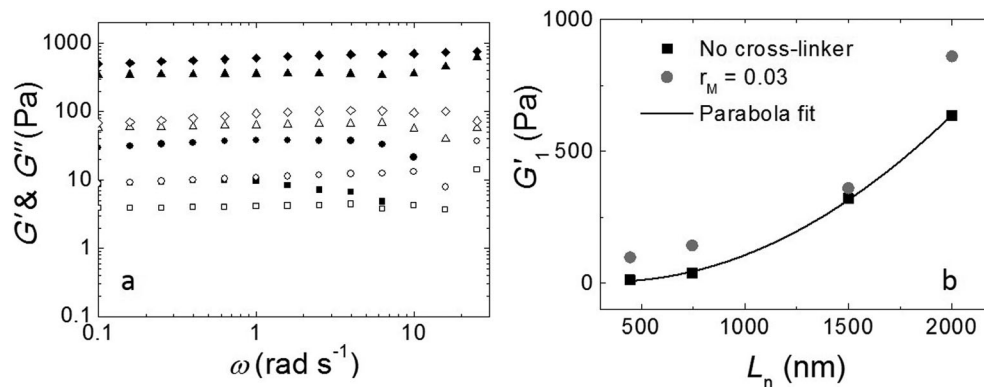 1000
100
10
1
0.1
G′ & G″ (Pa)
a
0.1
1
10
ω (rad s⁻¹)
1000
500
0
G′₁ (Pa)
No cross-linker
r_M = 0.03
Parabola fit
b
500
1000
1500
2000
Lₙ (nm)